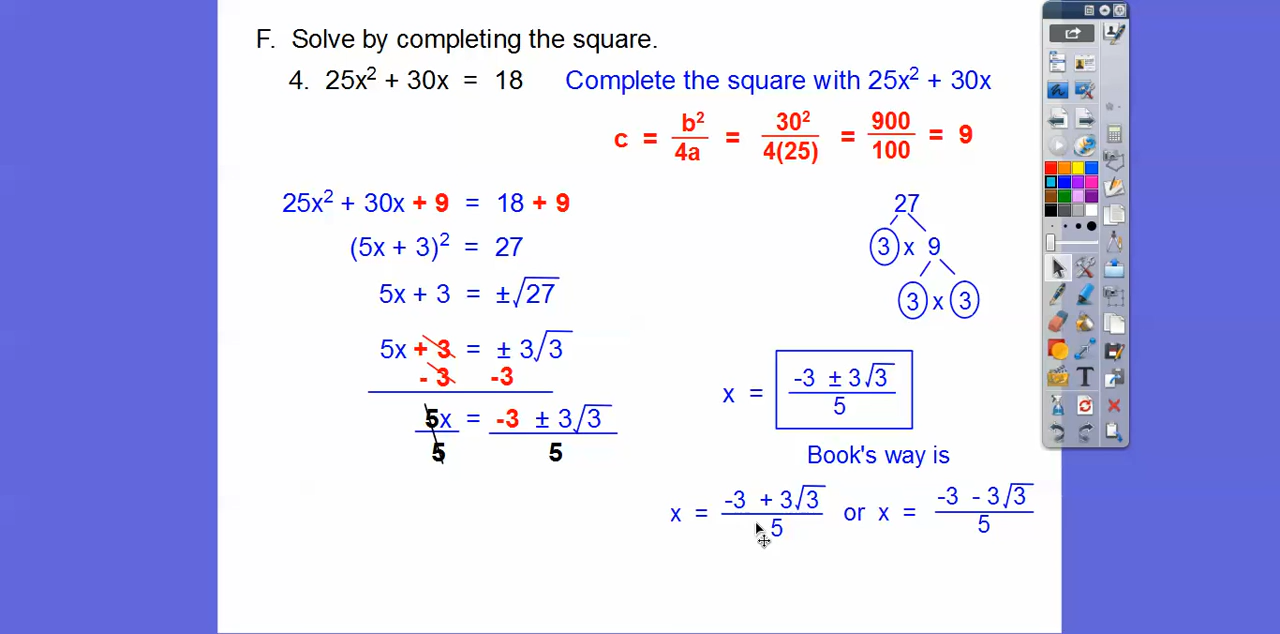 F. Solve by completing the square.
4. 25x² + 30x = 18 Complete the square with 25x² + 30x
c = b²/4a = 30²/4(25) = 900/100 = 9
25x² + 30x + 9 = 18 + 9
(5x + 3)² = 27
5x + 3 = ±√27
5x + 3 = ± 3√3
- 3 -3
5x/5 = -3 ± 3√3/5
27
3 x 9
3 x 3
x = -3 ± 3√3/5
Book's way is
x = -3 + 3√3/5 or x = -3 - 3√3/5
T